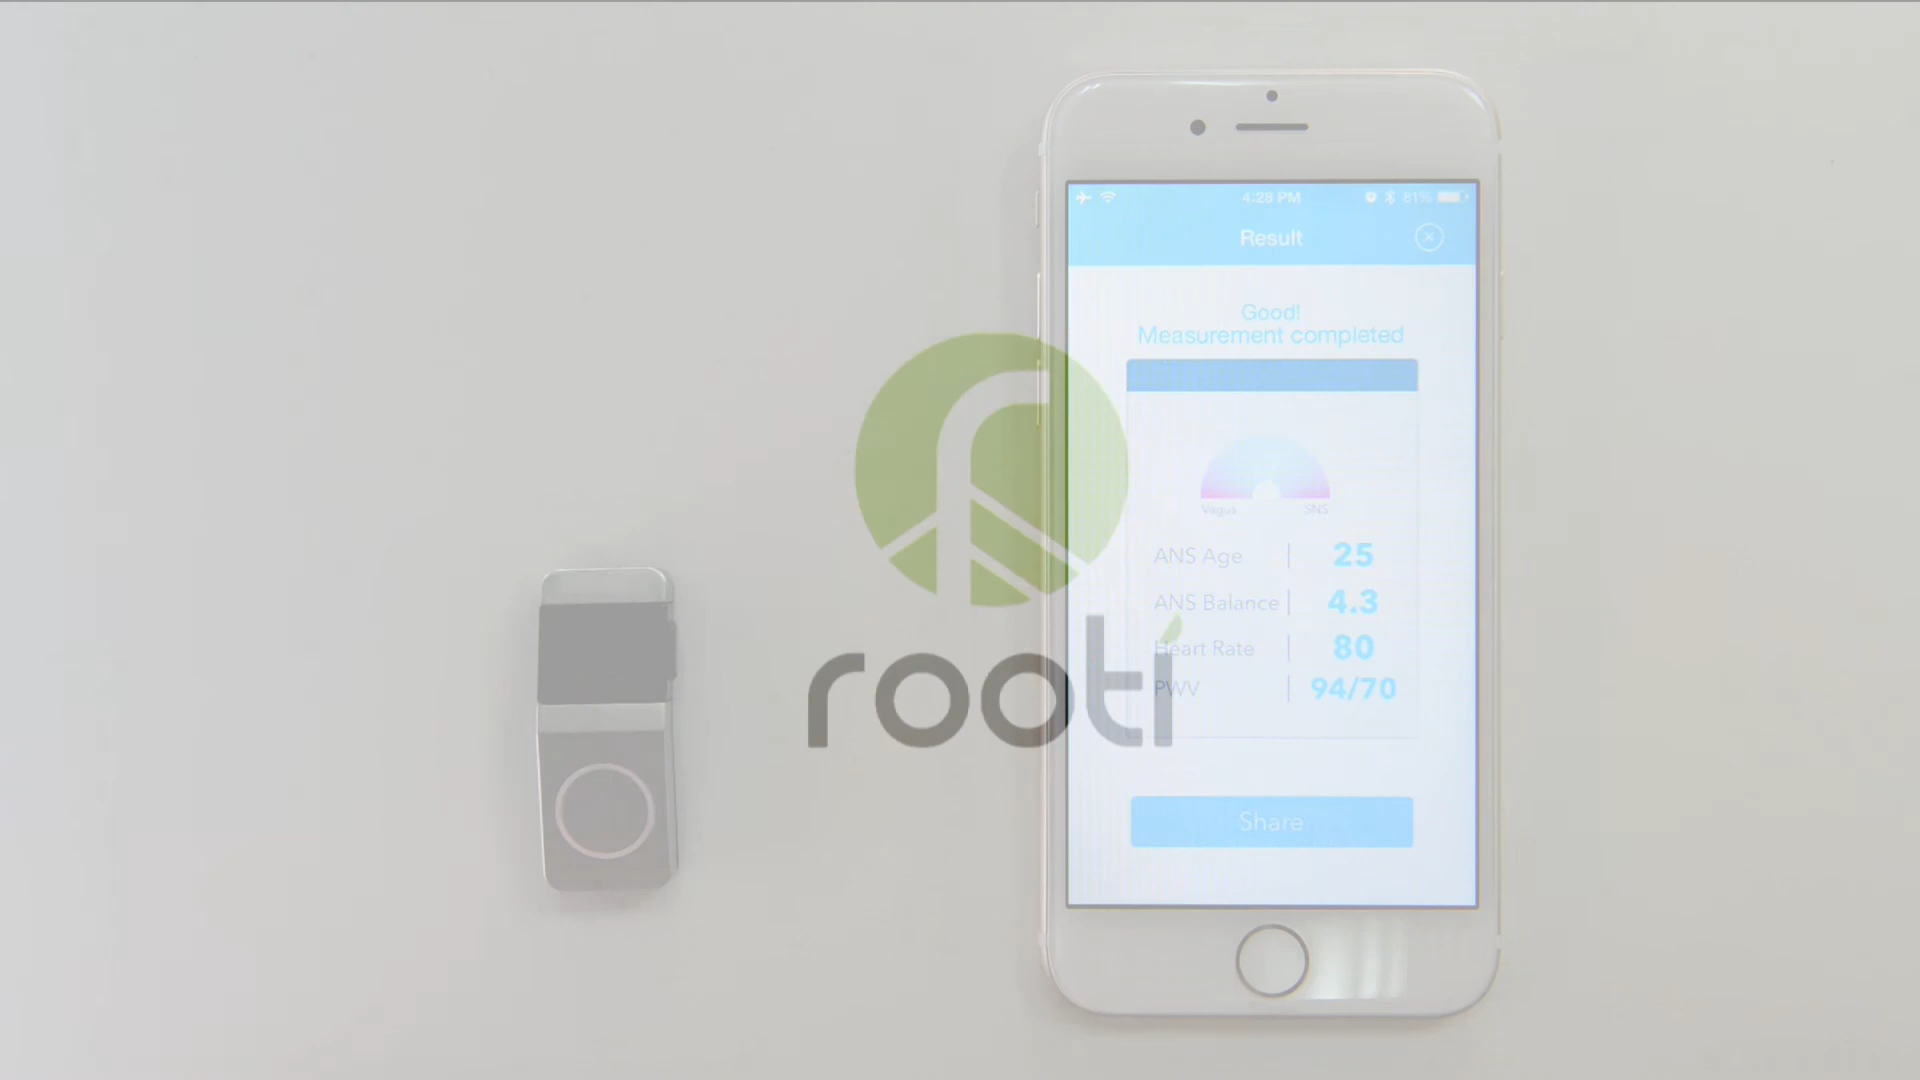 4:28 PM
81%
Result
Good!
Measurement completed
Vagus SNS
ANS Age 25
ANS Balance 4.3
Heart Rate 80
PWV 94/70
rooti
Share